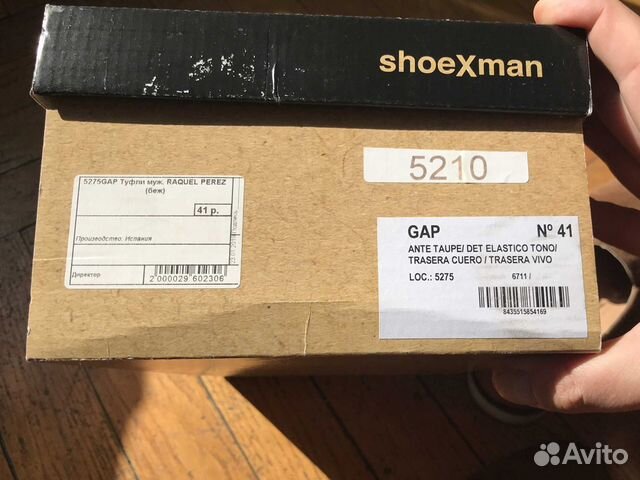 shoeXman
5210
5275GAP Туфли муж. RAQUEL PEREZ
(беж)
41 р.
Производство: Испания
Директор
2 000029 602306
GAP Nº 41
ANTE TAUPE/ DET ELASTICO TONO/
TRASERA CUERO / TRASERA VIVO
LOC.: 5275 6711 /
8435515854169
Avito